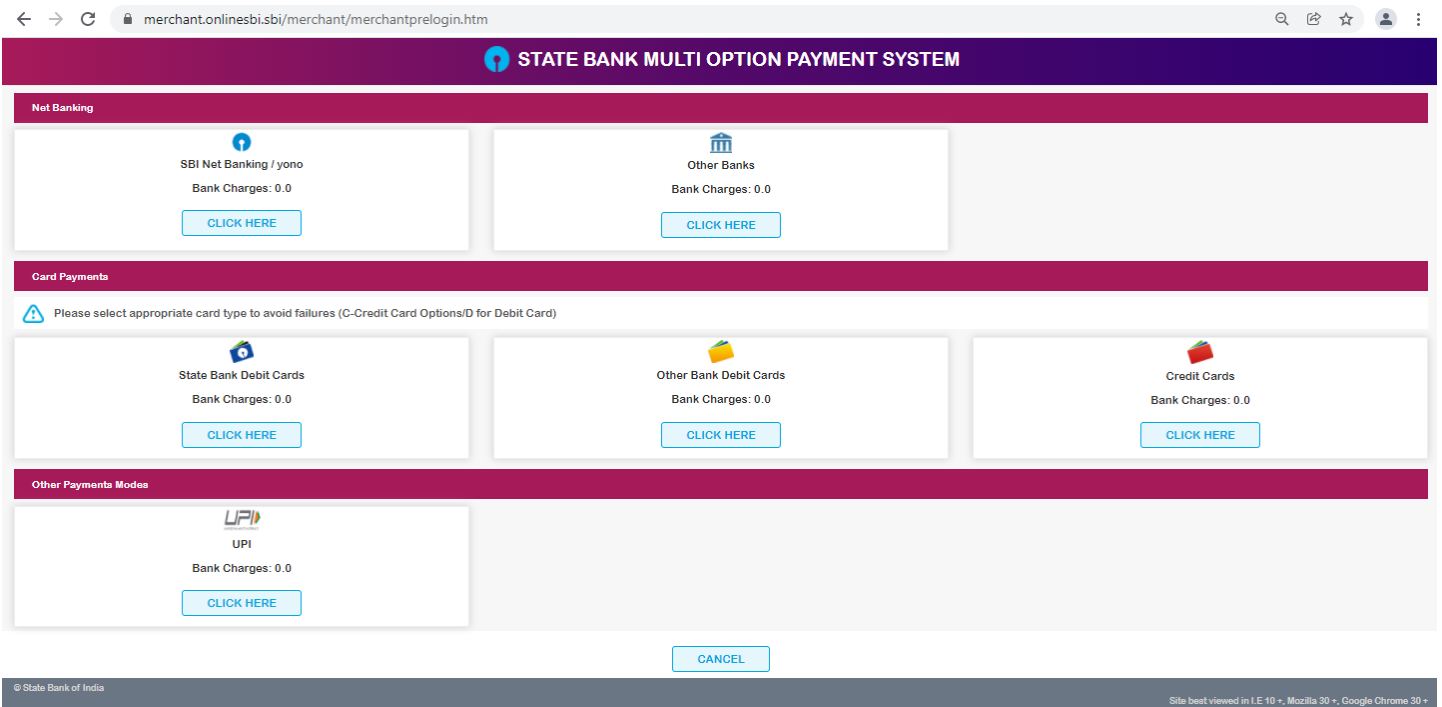 merchant.onlinesbi.sbi/merchant/merchantprelogin.htm
STATE BANK MULTI OPTION PAYMENT SYSTEM
Net Banking
SBI Net Banking / yono
Bank Charges: 0.0
CLICK HERE
Other Banks
Bank Charges: 0.0
CLICK HERE
Card Payments
Please select appropriate card type to avoid failures (C-Credit Card Options/D for Debit Card)
State Bank Debit Cards
Bank Charges: 0.0
CLICK HERE
Other Bank Debit Cards
Bank Charges: 0.0
CLICK HERE
Credit Cards
Bank Charges: 0.0
CLICK HERE
Other Payments Modes
UPI
UPI
Bank Charges: 0.0
CLICK HERE
CANCEL
© State Bank of India
Site best viewed in I.E 10 +, Mozilla 30 +, Google Chrome 30 +